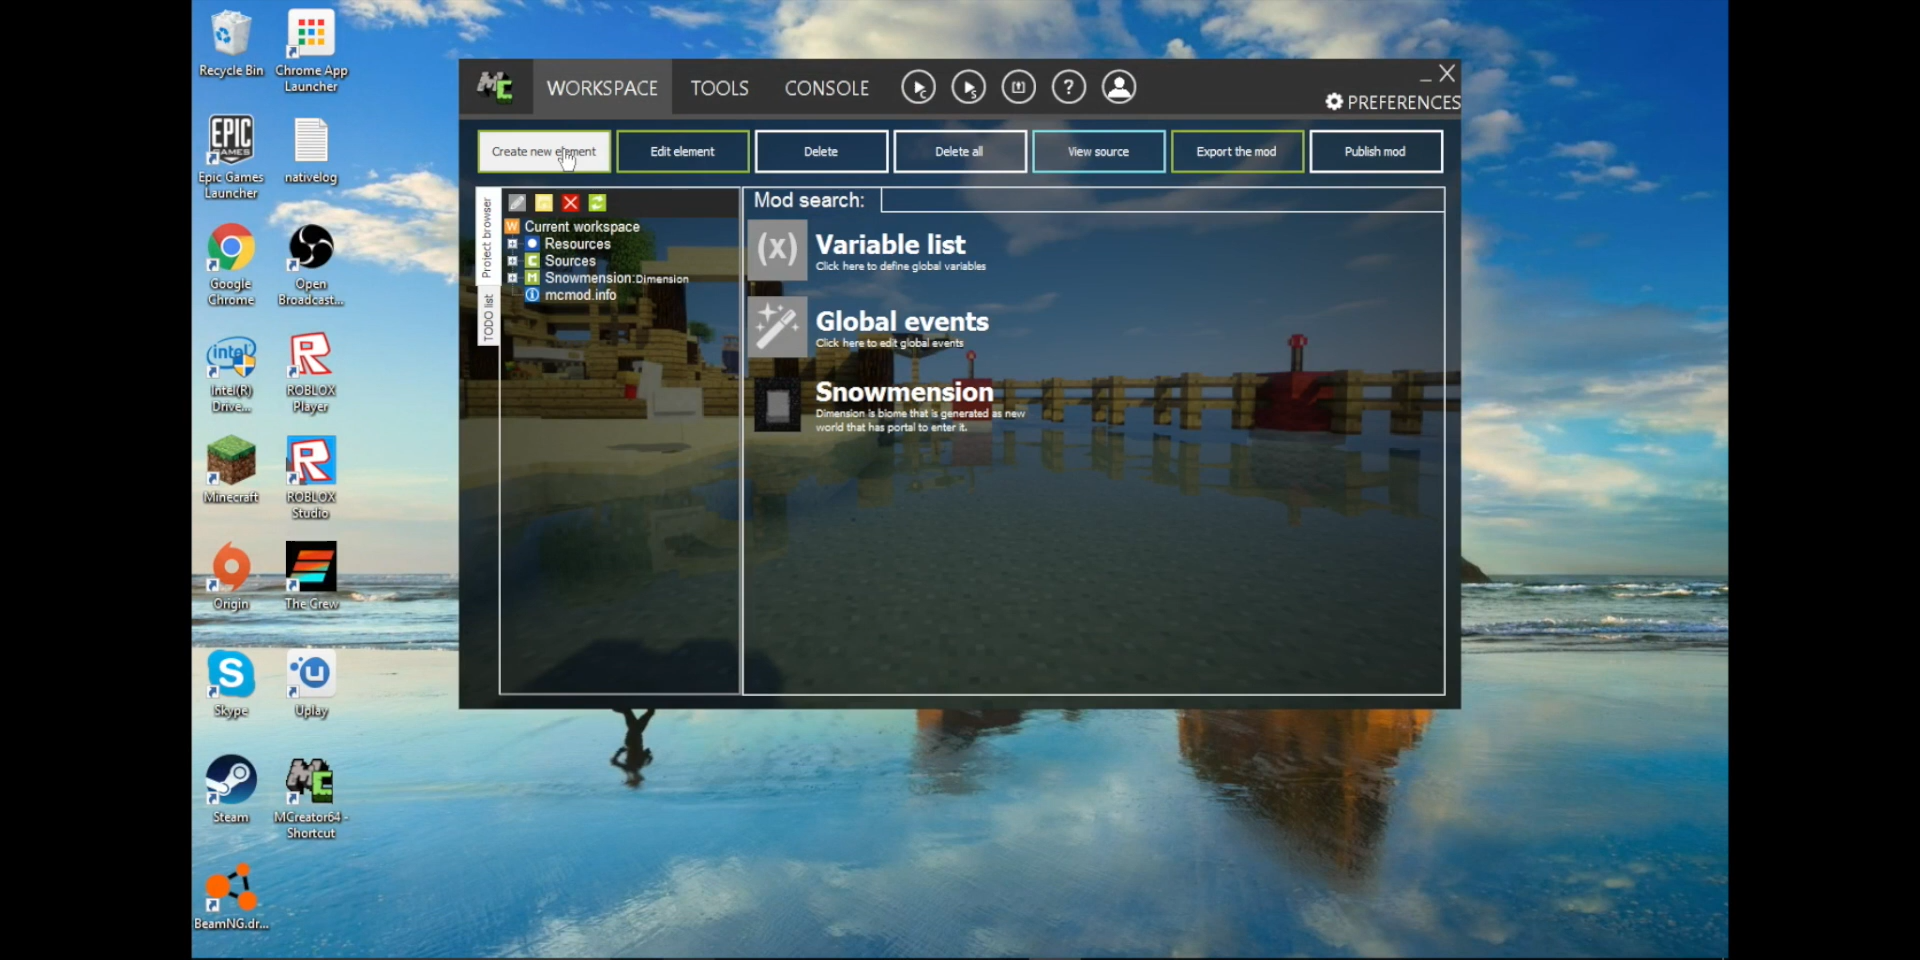 Recycle Bin
Chrome App
Launcher
Epic Games
Launcher
nativelog
Google
Chrome
Open
Broadcast...
Intel(R)
Drive...
ROBLOX
Player
Minecraft
ROBLOX
Studio
Origin
The Crew
Skype
Uplay
Steam
MCreator64 -
Shortcut
BeamNG.dr...
EPIC
GAMES
intel
WORKSPACE
TOOLS
CONSOLE
PREFERENCES
Create new element
Edit element
Delete
Delete all
View source
Export the mod
Publish mod
Project browser
TODO list
Current workspace
Resources
Sources
Snowmension:Dimension
mcmod.info
Mod search:
Variable list
Click here to define global variables
Global events
Click here to edit global events
Snowmension
Dimension is biome that is generated as new
world that has portal to enter it.